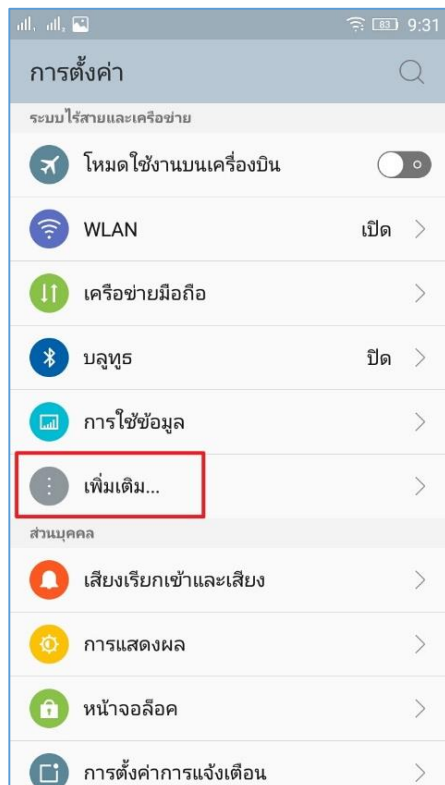 83 9:31
การตั้งค่า
ระบบไร้สายและเครือข่าย
โหมดใช้งานบนเครื่องบิน
WLAN เปิด
เครือข่ายมือถือ
บลูทูธ ปิด
การใช้ข้อมูล
เพิ่มเติม...
ส่วนบุคคล
เสียงเรียกเข้าและเสียง
การแสดงผล
หน้าจอล็อค
การตั้งค่าการแจ้งเตือน